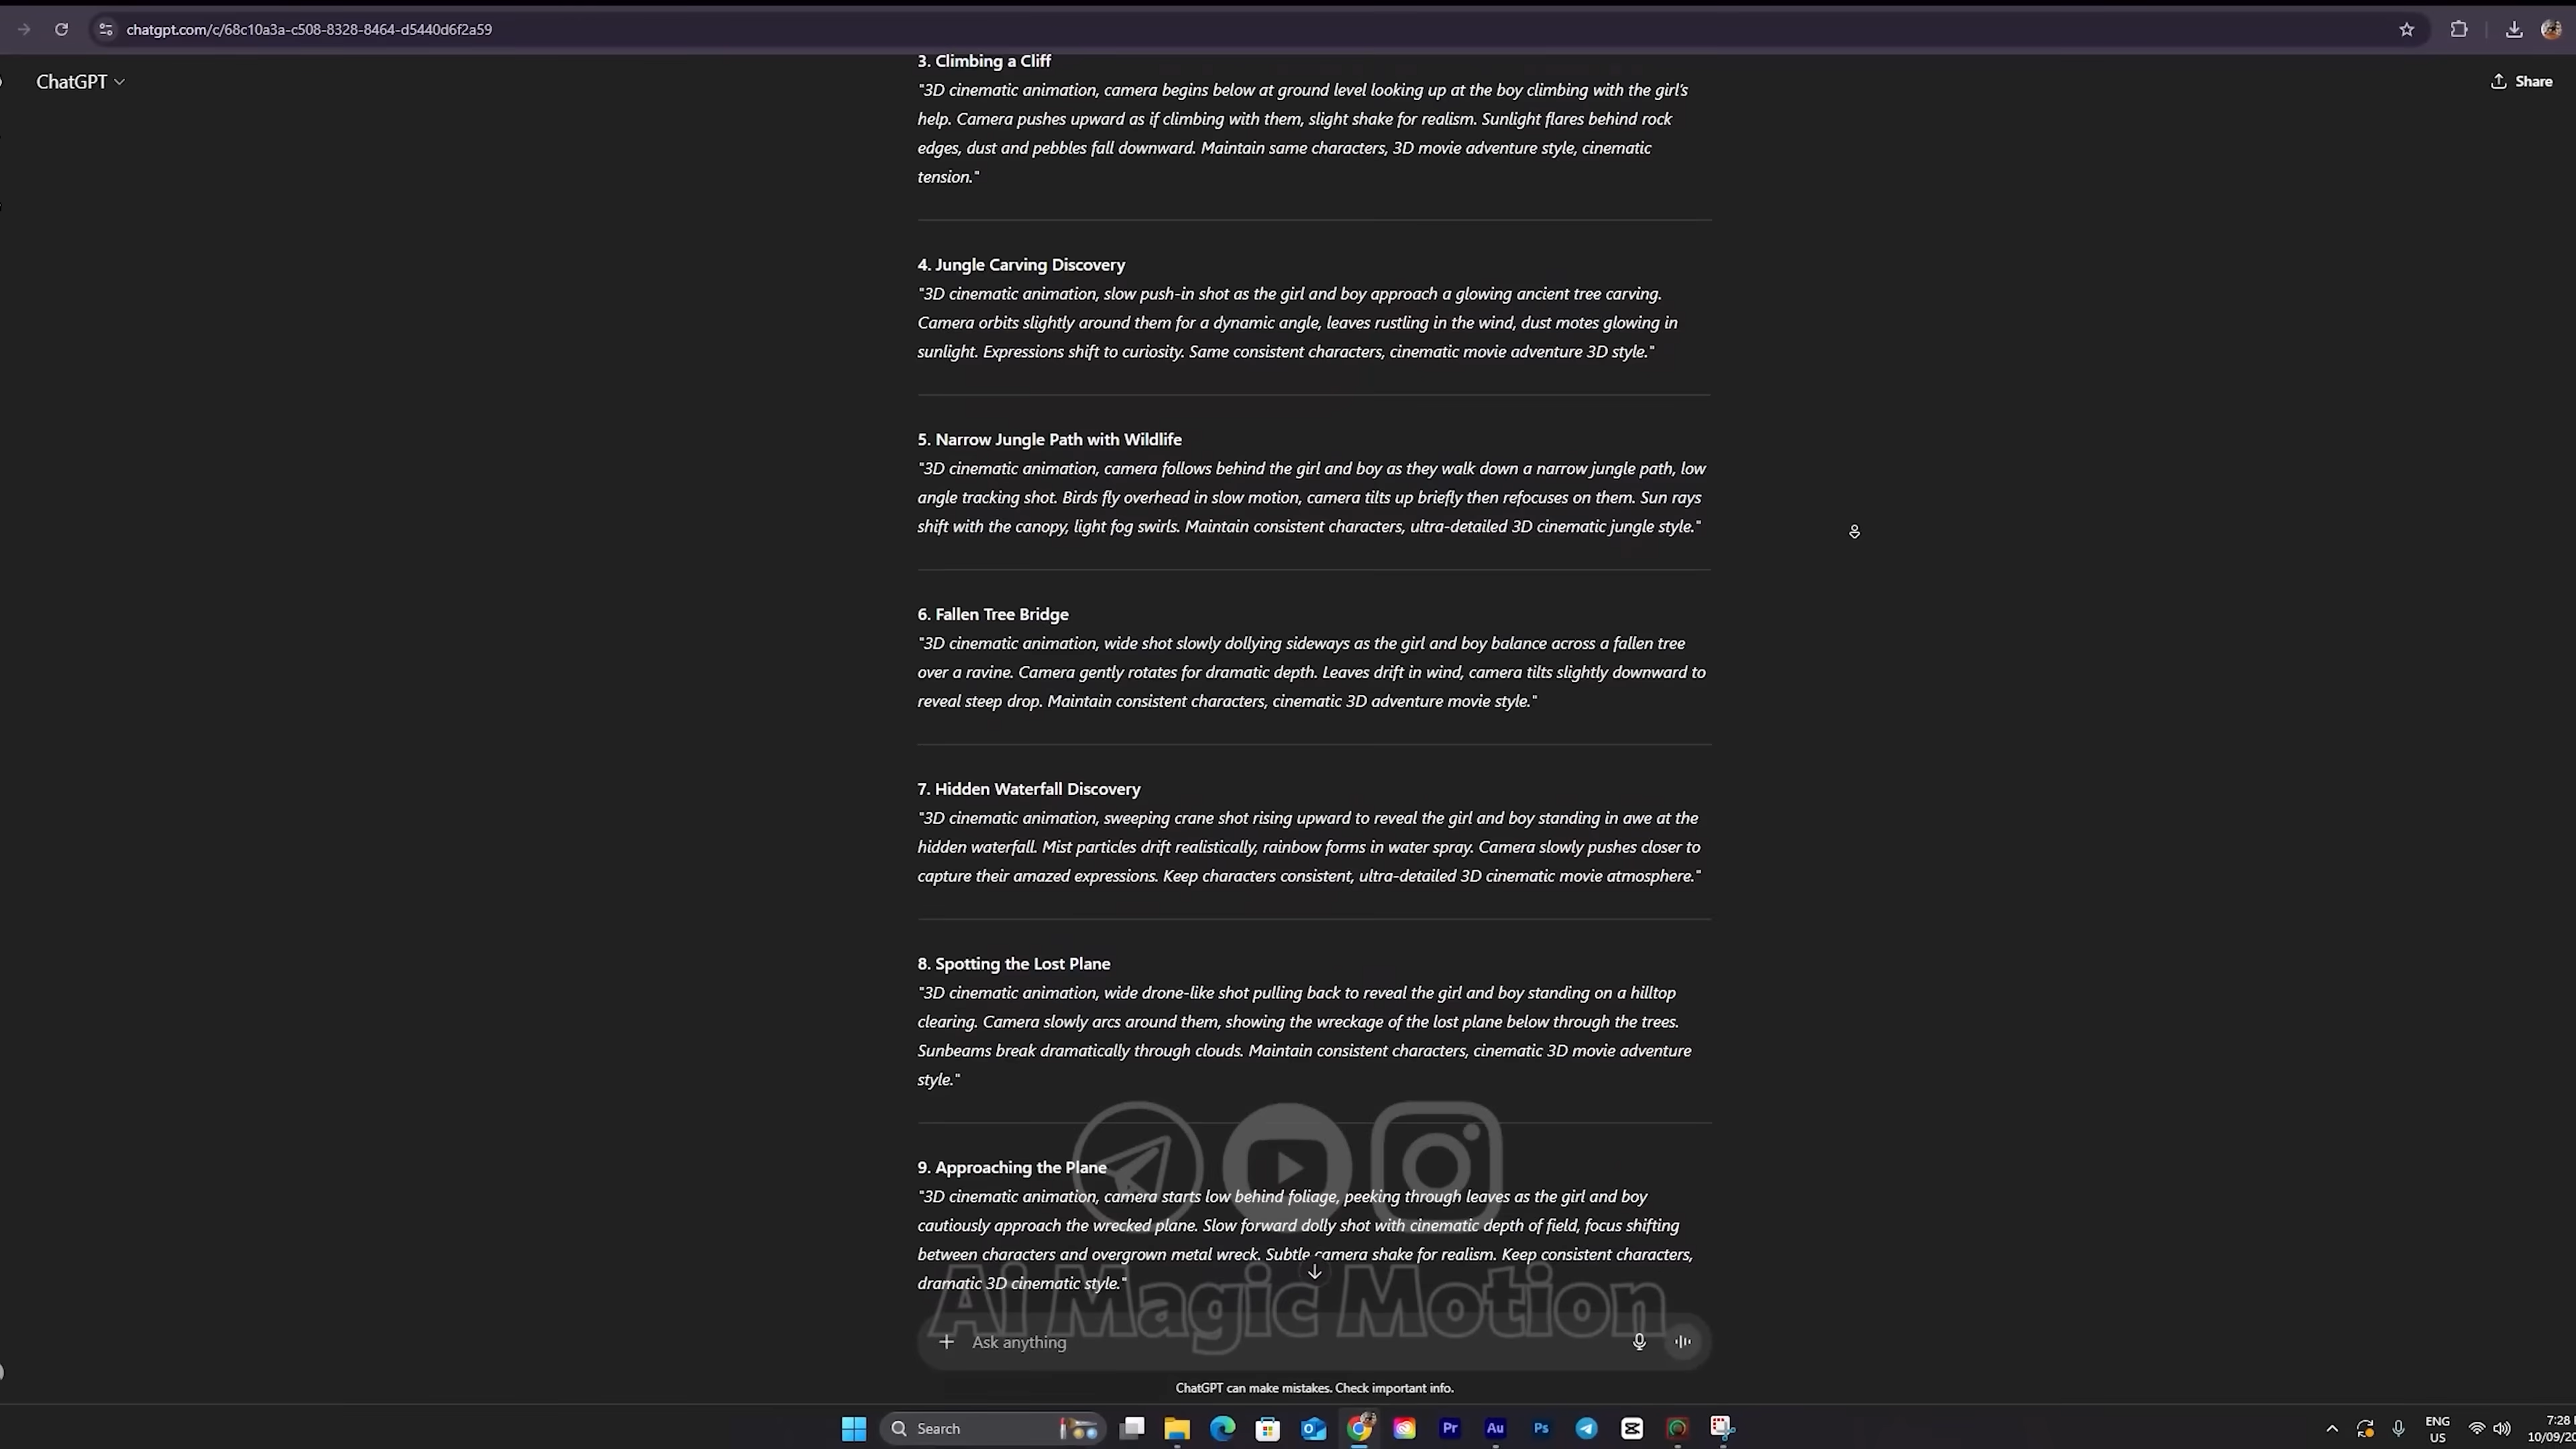 chatgpt.com/c/68c10a3a-c508-8328-8464-d5440d6f2a59
ChatGPT
Share
3. Climbing a Cliff
"3D cinematic animation, camera begins below at ground level looking up at the boy climbing with the girl's
help. Camera pushes upward as if climbing with them, slight shake for realism. Sunlight flares behind rock
edges, dust and pebbles fall downward. Maintain same characters, 3D movie adventure style, cinematic
tension."
4. Jungle Carving Discovery
"3D cinematic animation, slow push-in shot as the girl and boy approach a glowing ancient tree carving.
Camera orbits slightly around them for a dynamic angle, leaves rustling in the wind, dust motes glowing in
sunlight. Expressions shift to curiosity. Same consistent characters, cinematic movie adventure 3D style."
5. Narrow Jungle Path with Wildlife
"3D cinematic animation, camera follows behind the girl and boy as they walk down a narrow jungle path, low
angle tracking shot. Birds fly overhead in slow motion, camera tilts up briefly then refocuses on them. Sun rays
shift with the canopy, light fog swirls. Maintain consistent characters, ultra-detailed 3D cinematic jungle style."
6. Fallen Tree Bridge
"3D cinematic animation, wide shot slowly dollying sideways as the girl and boy balance across a fallen tree
over a ravine. Camera gently rotates for dramatic depth. Leaves drift in wind, camera tilts slightly downward to
reveal steep drop. Maintain consistent characters, cinematic 3D adventure movie style."
7. Hidden Waterfall Discovery
"3D cinematic animation, sweeping crane shot rising upward to reveal the girl and boy standing in awe at the
hidden waterfall. Mist particles drift realistically, rainbow forms in water spray. Camera slowly pushes closer to
capture their amazed expressions. Keep characters consistent, ultra-detailed 3D cinematic movie atmosphere."
8. Spotting the Lost Plane
"3D cinematic animation, wide drone-like shot pulling back to reveal the girl and boy standing on a hilltop
clearing. Camera slowly arcs around them, showing the wreckage of the lost plane below through the trees.
Sunbeams break dramatically through clouds. Maintain consistent characters, cinematic 3D movie adventure
style."
9. Approaching the Plane
"3D cinematic animation, camera starts low behind foliage, peeking through leaves as the girl and boy
cautiously approach the wrecked plane. Slow forward dolly shot with cinematic depth of field, focus shifting
between characters and overgrown metal wreck. Subtle camera shake for realism. Keep consistent characters,
dramatic 3D cinematic style."
Ai Magic Motion
Ask anything
ChatGPT can make mistakes. Check important info.
Search
Pr
Au
Ps
ENG
US
7:28
10/09/20